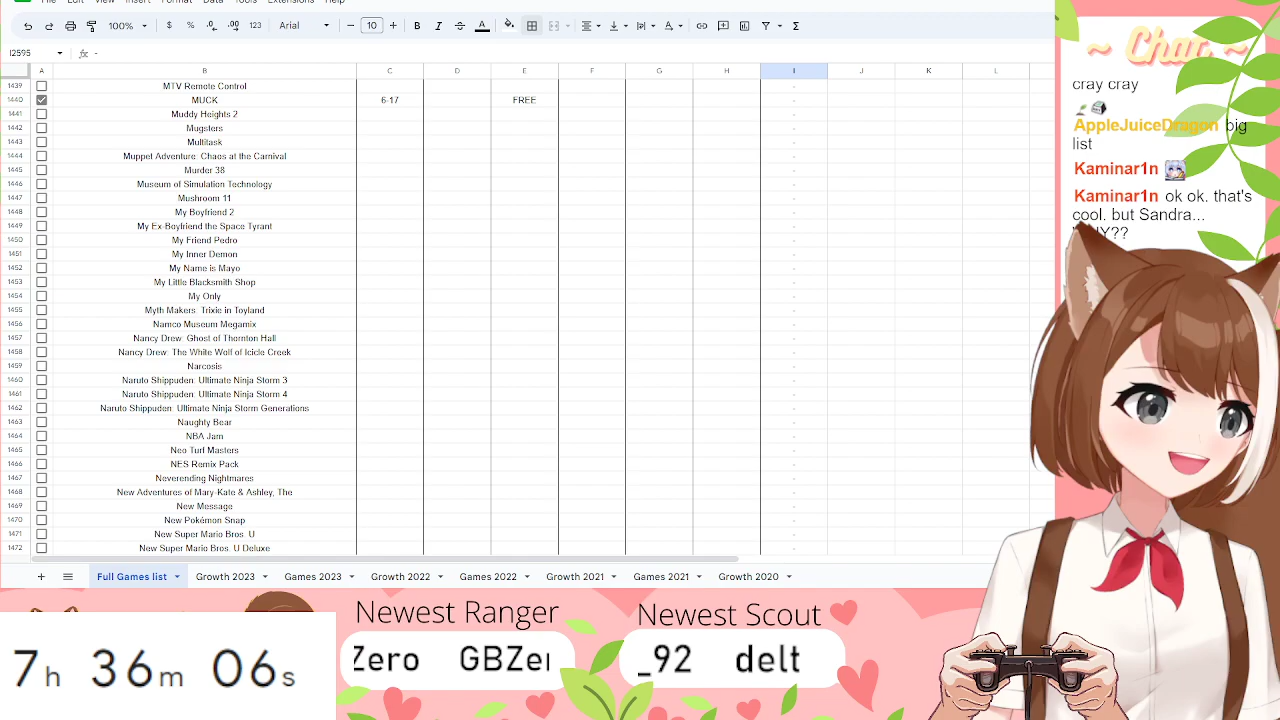 100%
$
%
.0
.00
123
Arial
10
B
I
A
I2595
fx -
A B C D E F G H I J K L
1439 MTV Remote Control -
1440 MUCK 6-17 FREE -
1441 Muddy Heights 2 -
1442 Mugsters -
1443 Multitask -
1444 Muppet Adventure: Chaos at the Carnival -
1445 Murder 38 -
1446 Museum of Simulation Technology -
1447 Mushroom 11 -
1448 My Boyfriend 2 -
1449 My Ex-Boyfriend the Space Tyrant -
1450 My Friend Pedro -
1451 My Inner Demon -
1452 My Name is Mayo -
1453 My Little Blacksmith Shop -
1454 My Only -
1455 Myth Makers: Trixie in Toyland -
1456 Namco Museum Megamix -
1457 Nancy Drew: Ghost of Thornton Hall -
1458 Nancy Drew: The White Wolf of Icicle Creek -
1459 Narcosis -
1460 Naruto Shippuden: Ultimate Ninja Storm 3 -
1461 Naruto Shippuden: Ultimate Ninja Storm 4 -
1462 Naruto Shippuden: Ultimate Ninja Storm Generations -
1463 Naughty Bear -
1464 NBA Jam -
1465 Neo Turf Masters -
1466 NES Remix Pack -
1467 Neverending Nightmares -
1468 New Adventures of Mary-Kate & Ashley, The -
1469 New Message -
1470 New Pokémon Snap -
1471 New Super Mario Bros. U -
1472 New Super Mario Bros. U Deluxe -
Full Games list Growth 2023 Games 2023 Growth 2022 Games 2022 Growth 2021 Games 2021 Growth 2020
~ Chat ~
cray cray
AppleJuiceDragon big
list
Kaminar1n
Kaminar1n ok ok. that's
cool. but Sandra...
WHY??
7h 36m 06s
Newest Ranger
Zero GBZer
Newest Scout
_92 delt